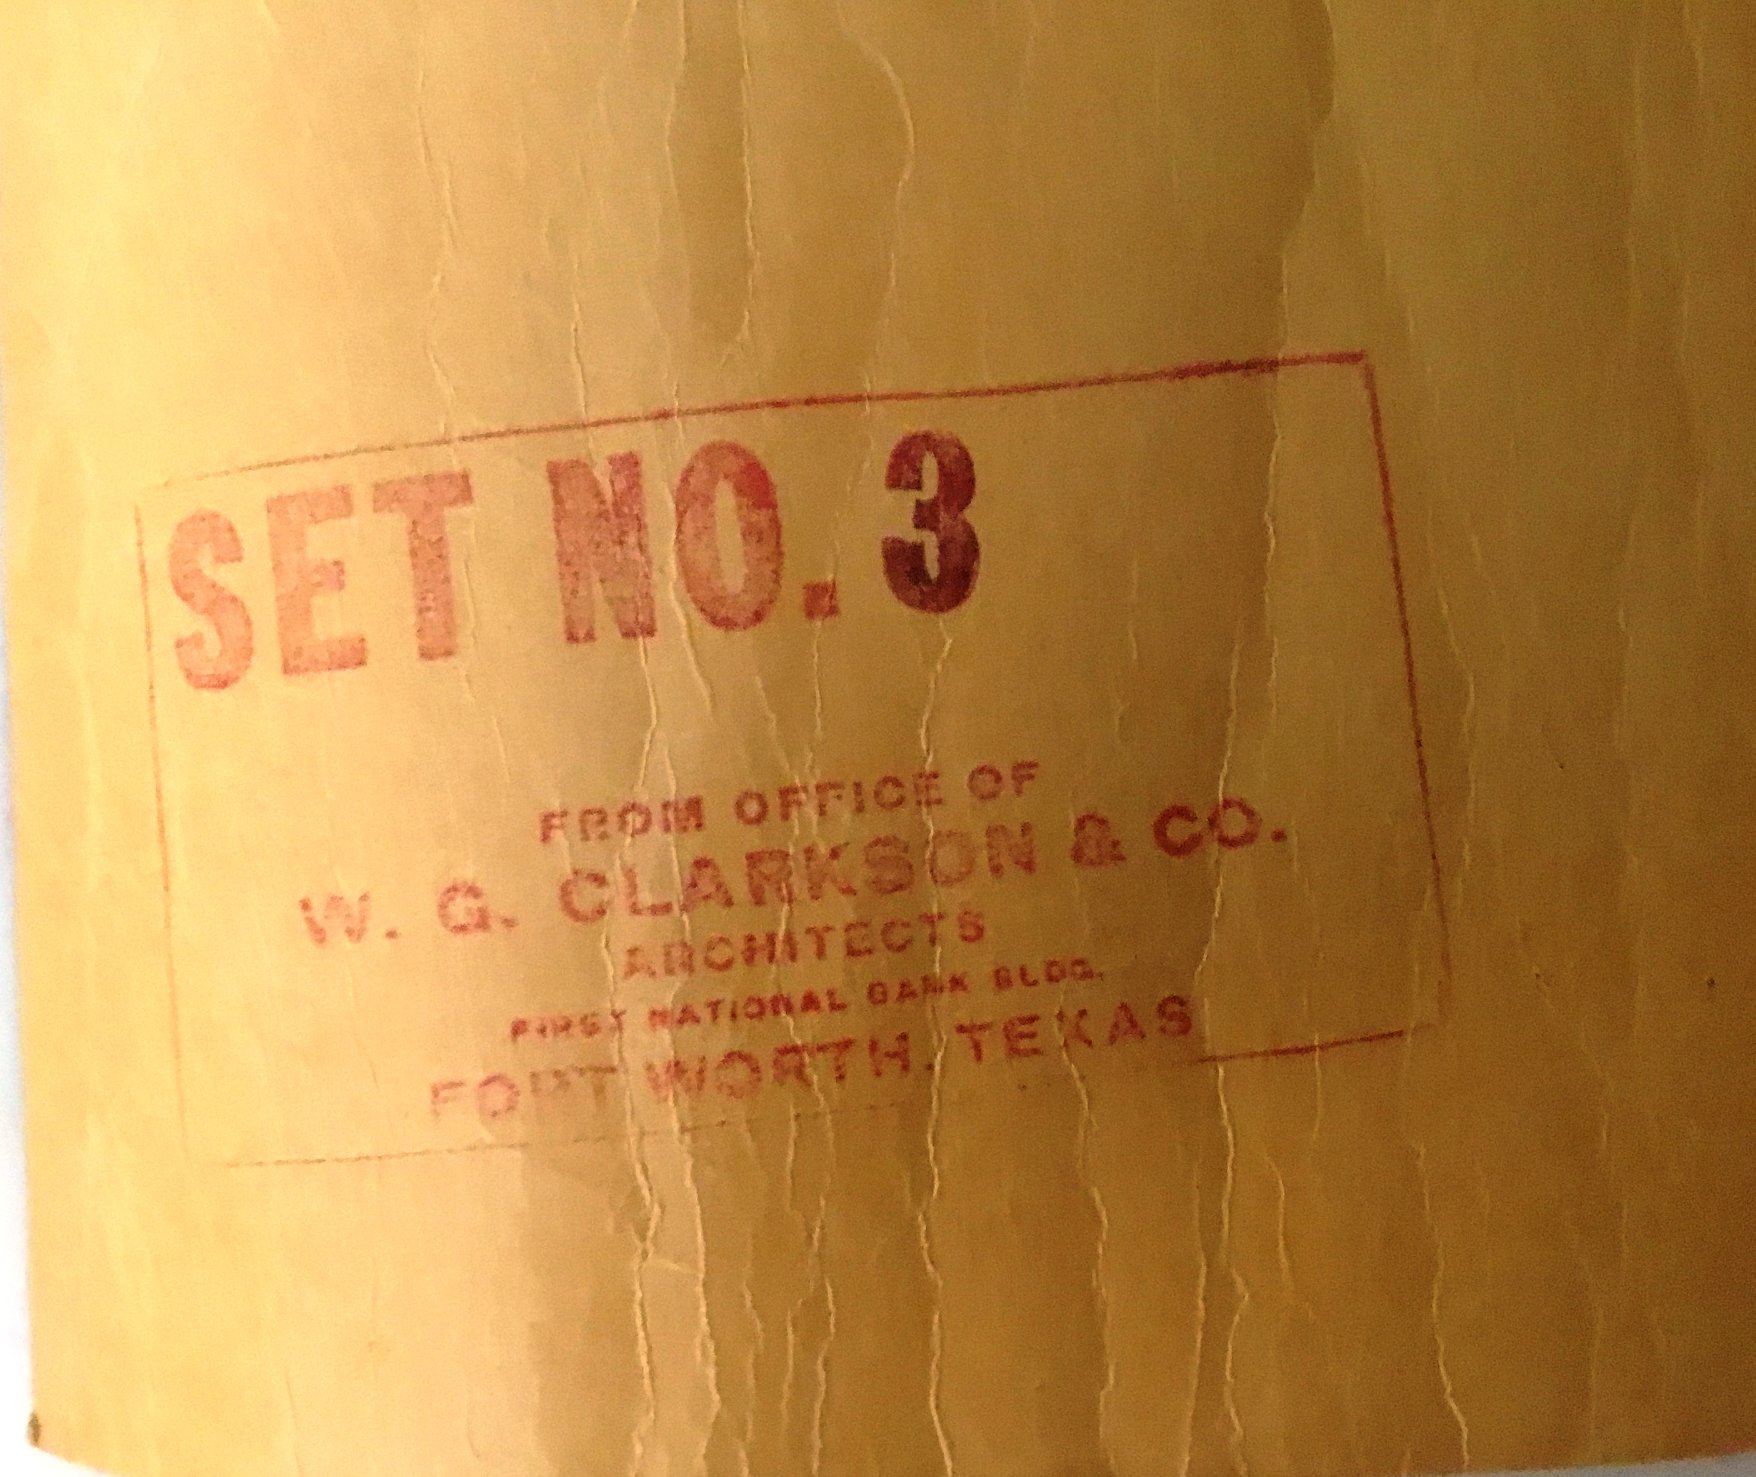 SET NO. 3
FROM OFFICE OF
W. G. CLARKSON & CO.
ARCHITECTS
FIRST NATIONAL BANK BLDG.
FORT WORTH, TEXAS